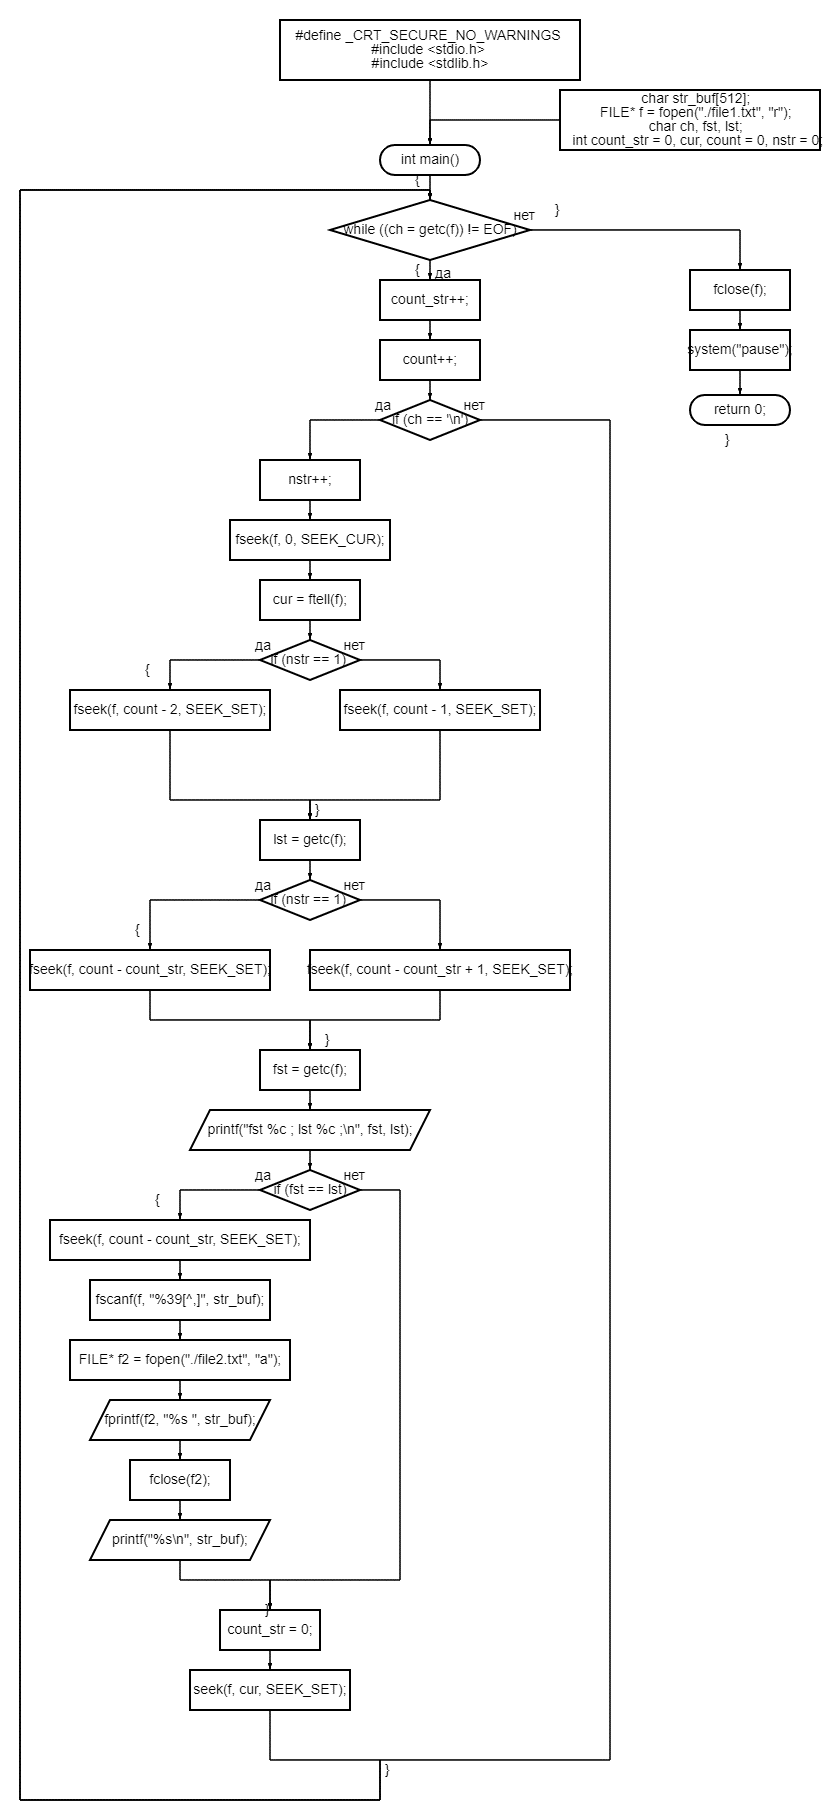 #define _CRT_SECURE_NO_WARNINGS
#include <stdio.h>
#include <stdlib.h>
char str_buf[512];
FILE* f = fopen("./file1.txt", "r");
char ch, fst, lst;
int count_str = 0, cur, count = 0, nstr = 0;
int main()
{
while ((ch = getc(f)) != EOF)
нет
}
{
да
fclose(f);
count_str++;
system("pause");
count++;
return 0;
}
да
нет
if (ch == '\n')
nstr++;
fseek(f, 0, SEEK_CUR);
cur = ftell(f);
да
нет
if (nstr == 1)
{
fseek(f, count - 2, SEEK_SET);
fseek(f, count - 1, SEEK_SET);
}
lst = getc(f);
да
нет
if (nstr == 1)
{
fseek(f, count - count_str, SEEK_SET);
fseek(f, count - count_str + 1, SEEK_SET);
}
fst = getc(f);
printf("fst %c ; lst %c ;\n", fst, lst);
да
нет
if (fst == lst)
{
fseek(f, count - count_str, SEEK_SET);
fscanf(f, "%39[^,]", str_buf);
FILE* f2 = fopen("./file2.txt", "a");
fprintf(f2, "%s ", str_buf);
fclose(f2);
printf("%s\n", str_buf);
}
count_str = 0;
seek(f, cur, SEEK_SET);
}